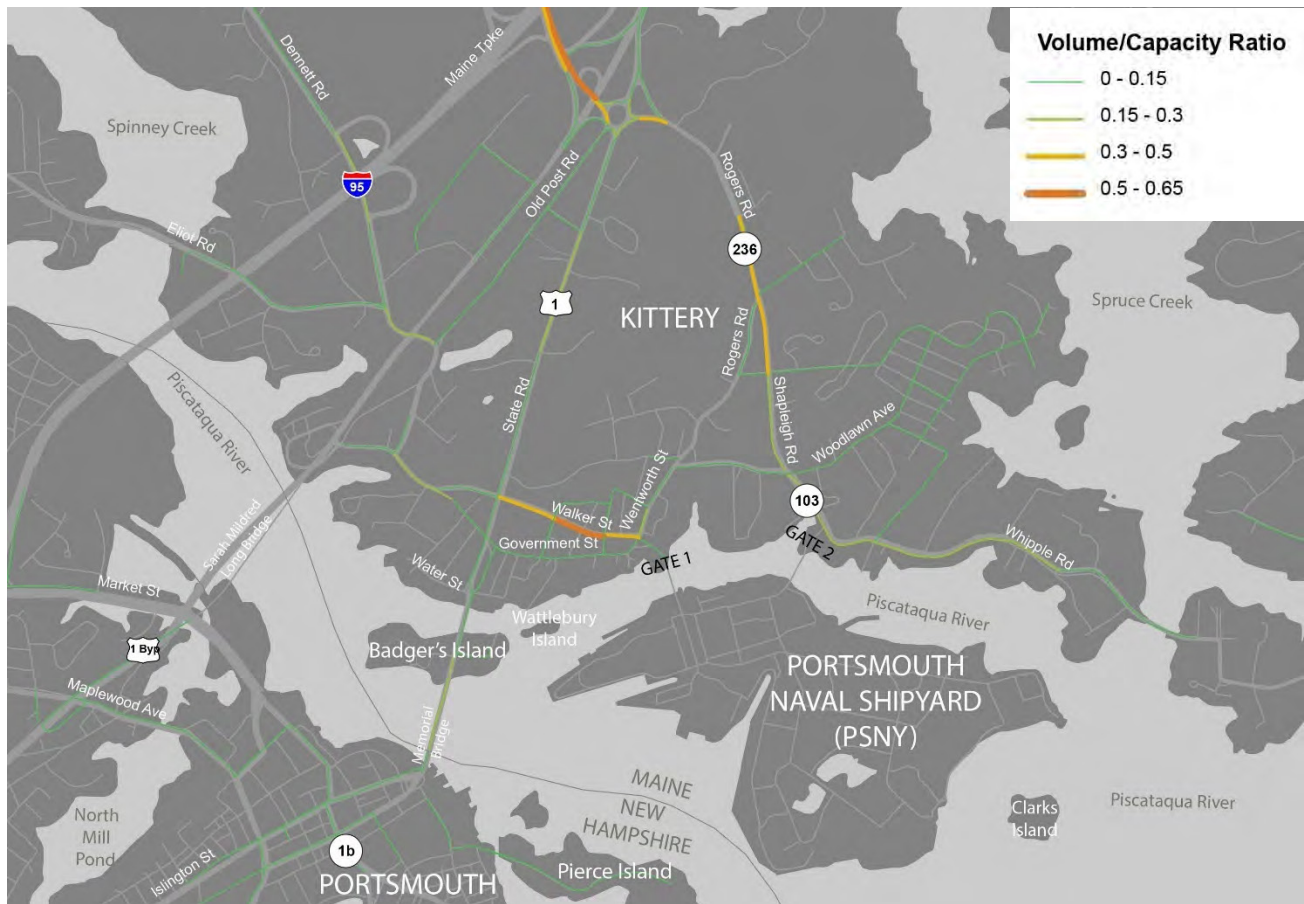 Volume/Capacity Ratio
0 - 0.15
0.15 - 0.3
0.3 - 0.5
0.5 - 0.65
Dennett Rd
Maine Tpke
Spinney Creek
95
Old Post Rd
Rogers Rd
236
Eliot Rd
1
KITTERY
Spruce Creek
Rogers Rd
Piscataqua River
State Rd
Shapleigh Rd
Woodlawn Ave
Wentworth St
Walker St
103
Government St
GATE 1
GATE 2
Whipple Rd
Sarah Mildred
Long Bridge
Market St
Water St
Wattlebury
Island
Piscataqua River
1 Byp
Badger's Island
Maplewood Ave
PORTSMOUTH
NAVAL SHIPYARD
(PSNY)
Memorial
Bridge
MAINE
NEW
HAMPSHIRE
Clarks
Island
Piscataqua River
North
Mill
Pond
Islington St
1b
PORTSMOUTH
Pierce Island